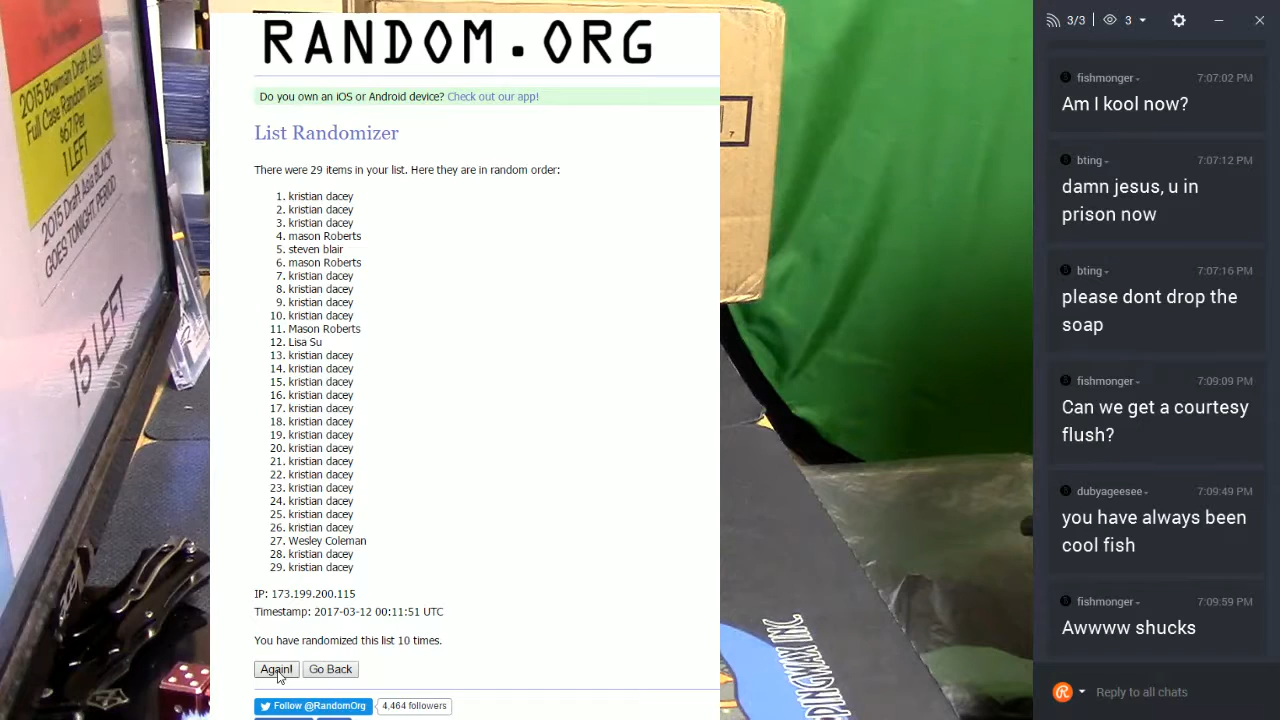 2015 Bowman Draft ASIA
Full Case Random Teams
$67/Per
1 LEFT
2015 Draft Asia BLACK
GOES TONIGHT PERIOD
15 LEFT
RANDOM.ORG
Do you own an iOS or Android device? Check out our app!
List Randomizer
There were 29 items in your list. Here they are in random order:
1. kristian dacey
2. kristian dacey
3. kristian dacey
4. mason Roberts
5. steven blair
6. mason Roberts
7. kristian dacey
8. kristian dacey
9. kristian dacey
10. kristian dacey
11. Mason Roberts
12. Lisa Su
13. kristian dacey
14. kristian dacey
15. kristian dacey
16. kristian dacey
17. kristian dacey
18. kristian dacey
19. kristian dacey
20. kristian dacey
21. kristian dacey
22. kristian dacey
23. kristian dacey
24. kristian dacey
25. kristian dacey
26. kristian dacey
27. Wesley Coleman
28. kristian dacey
29. kristian dacey
IP: 173.199.200.115
Timestamp: 2017-03-12 00:11:51 UTC
You have randomized this list 10 times.
Again! Go Back
Follow @RandomOrg 4,464 followers
PINGWAX INC
3/3 3
fishmonger 7:07:02 PM
Am I kool now?
bting 7:07:12 PM
damn jesus, u in
prison now
bting 7:07:16 PM
please dont drop the
soap
fishmonger 7:09:09 PM
Can we get a courtesy
flush?
dubyageesee 7:09:49 PM
you have always been
cool fish
fishmonger 7:09:59 PM
Awwww shucks
Reply to all chats